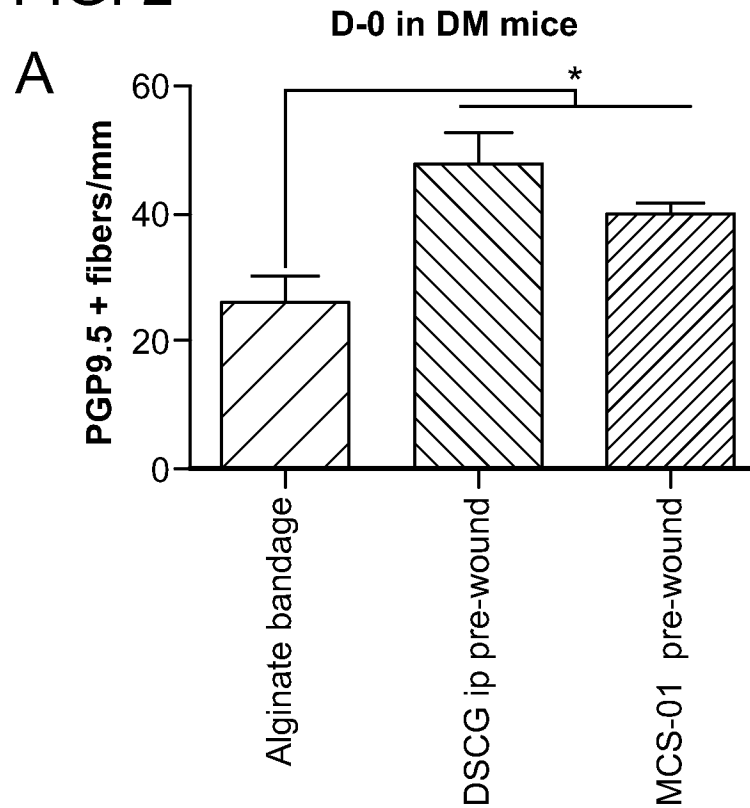 D-0 in DM mice
A
*
PGP9.5 + fibers/mm
60
40
20
0
Alginate bandage
DSCG ip pre-wound
MCS-01 pre-wound